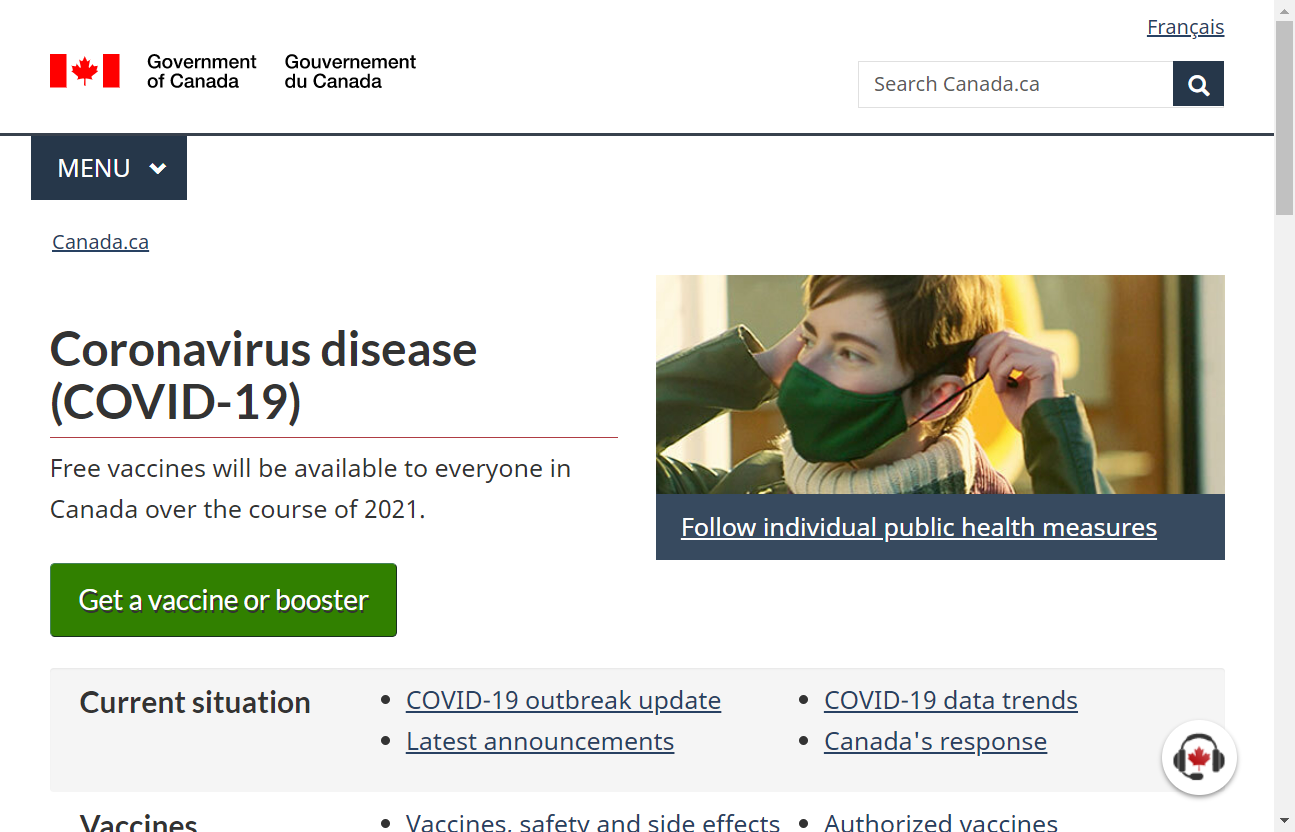 Français
Government of Canada
Gouvernement du Canada
Search Canada.ca
MENU
Canada.ca
Coronavirus disease
(COVID-19)
Free vaccines will be available to everyone in
Canada over the course of 2021.
Follow individual public health measures
Get a vaccine or booster
Current situation
COVID-19 outbreak update
COVID-19 data trends
Latest announcements
Canada's response
Vaccines
Vaccines, safety and side effects
Authorized vaccines